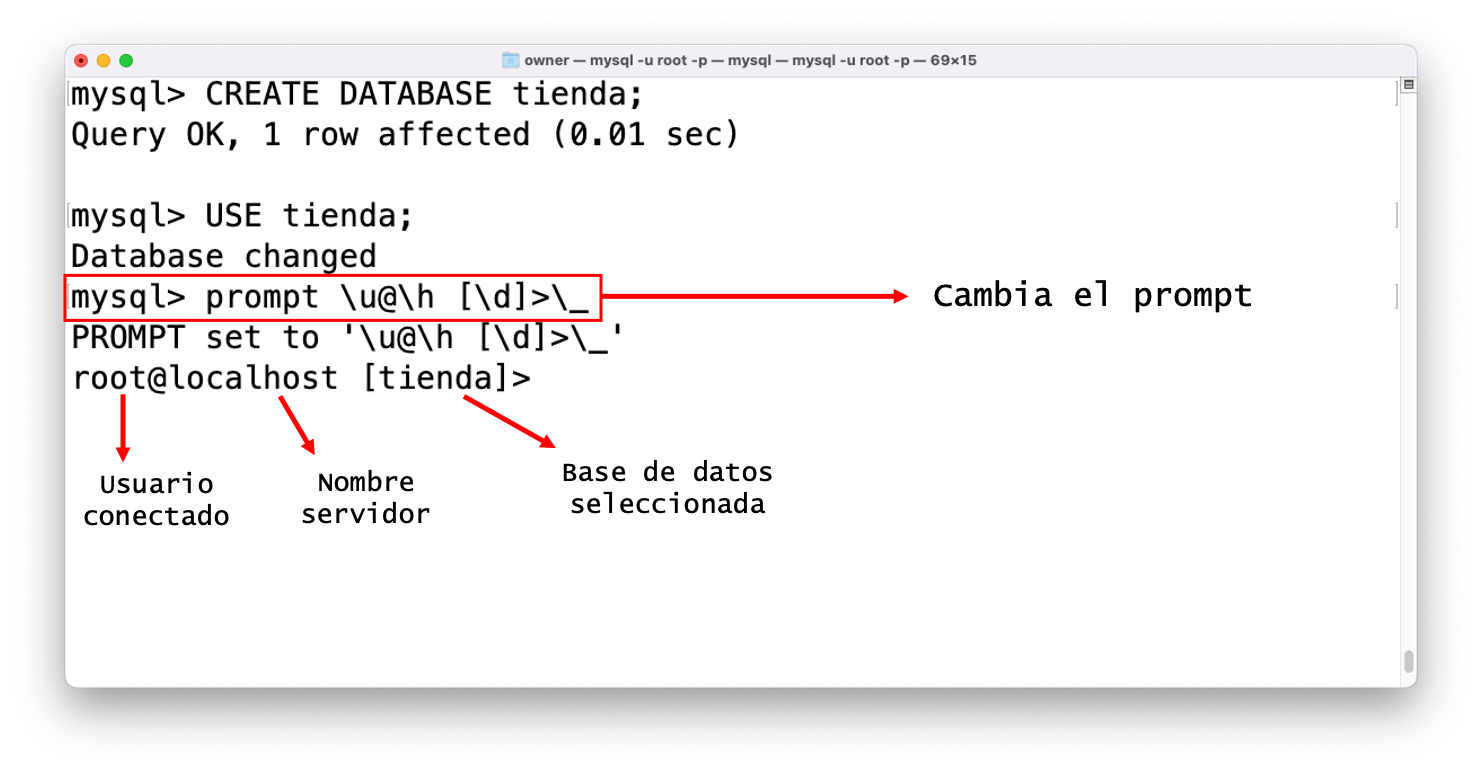 owner — mysql -u root -p — mysql — mysql -u root -p — 69×15
mysql> CREATE DATABASE tienda;
Query OK, 1 row affected (0.01 sec)
mysql> USE tienda;
Database changed
mysql> prompt \u@\h [\d]>\_
Cambia el prompt
PROMPT set to '\u@\h [\d]>\_'
root@localhost [tienda]>
Usuario
conectado
Nombre
servidor
Base de datos
seleccionada